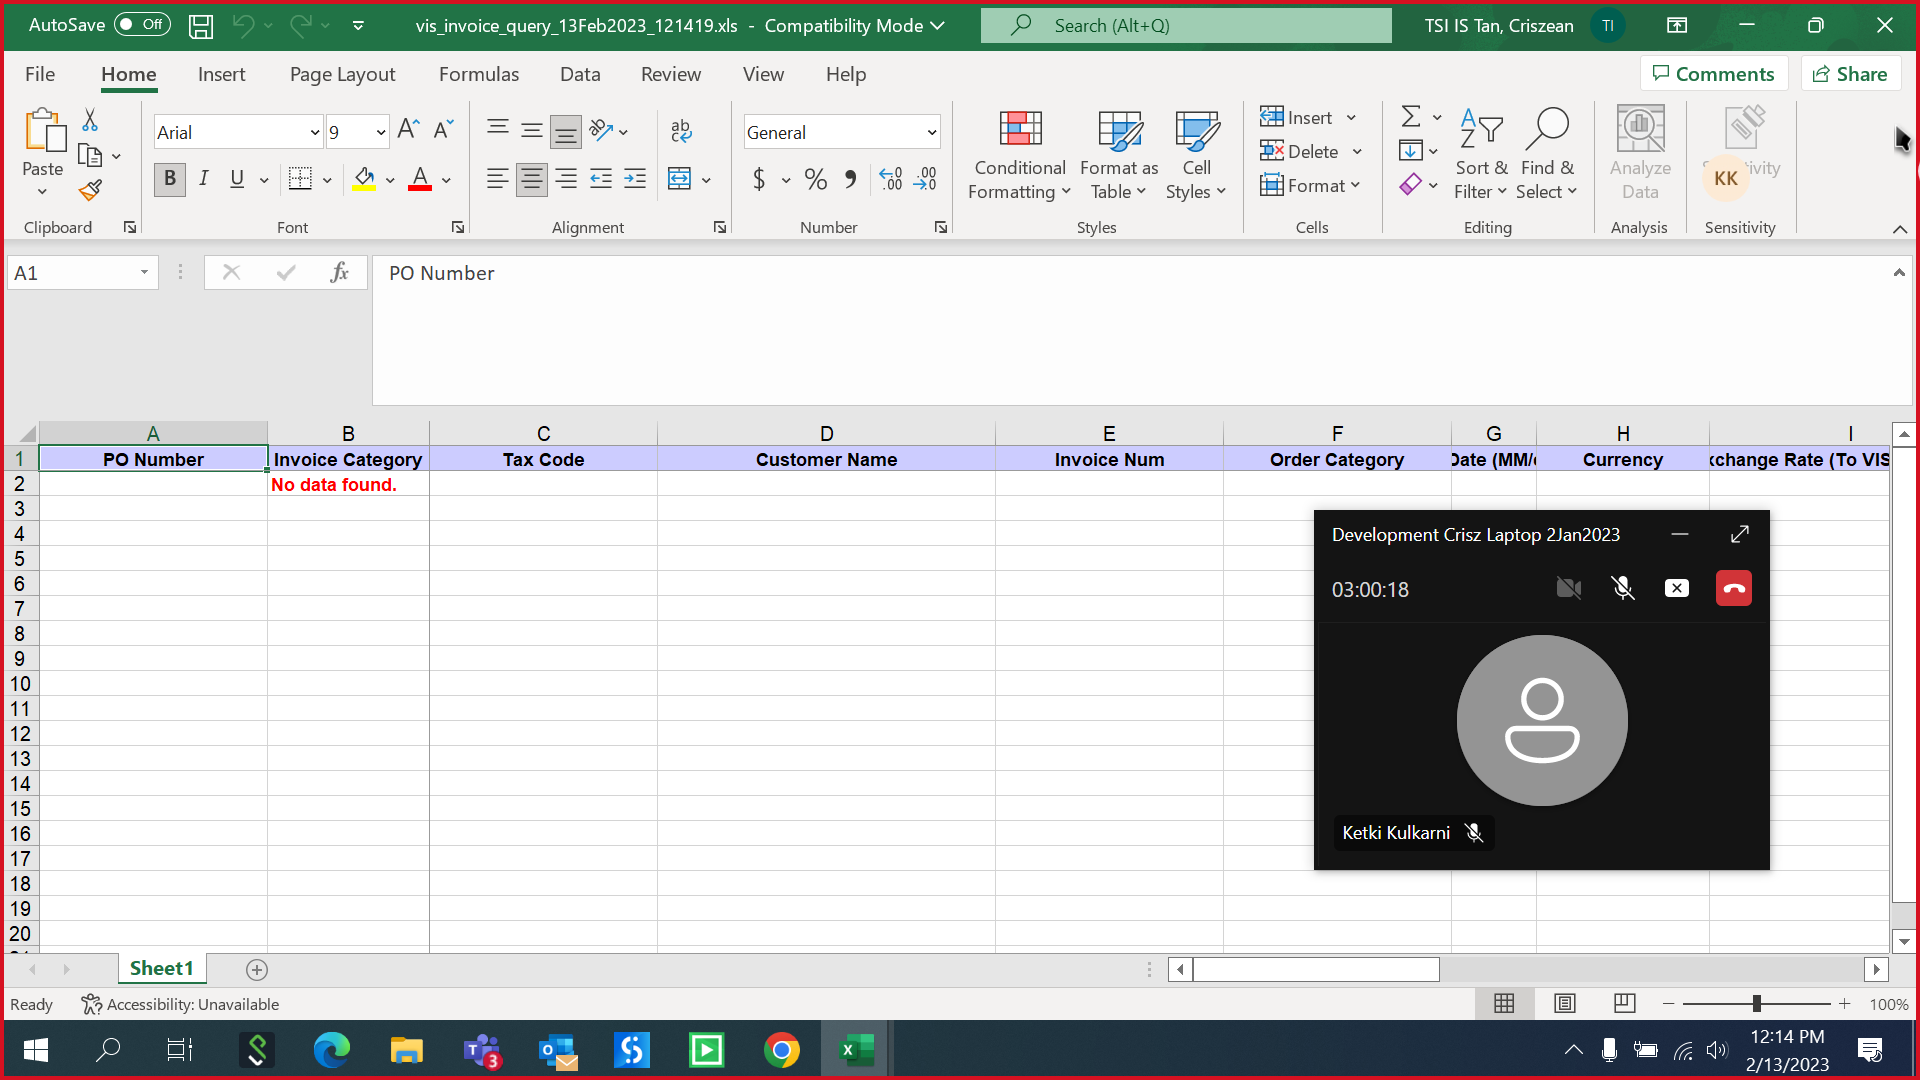 AutoSave Off vis_invoice_query_13Feb2023_121419.xls - Compatibility Mode Search (Alt+Q) TSI IS Tan, Criszean TI
File Home Insert Page Layout Formulas Data Review View Help Comments Share
Arial 9 General
Paste
Conditional Formatting
Format as Table
Cell Styles
Insert
Delete
Format
Sort & Filter
Find & Select
Analyze Data
KK
Clipboard Font Alignment Number Styles Cells Editing Analysis Sensitivity
A1 fx PO Number
A B C D E F G H I
1 PO Number Invoice Category Tax Code Customer Name Invoice Num Order Category Date (MM/ Currency change Rate (To VIS
2 No data found.
3
4
5
6
7
8
9
10
11
12
13
14
15
16
17
18
19
20
Development Crisz Laptop 2Jan2023
03:00:18
Ketki Kulkarni
Sheet1
Ready Accessibility: Unavailable 100%
3
12:14 PM
2/13/2023